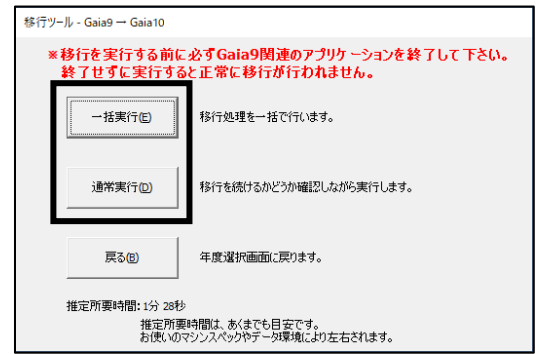 移行ツール - Gaia9 → Gaia10
※移行を実行する前に必ずGaia9関連のアプリケーションを終了して下さい。
終了せずに実行すると正常に移行が行われません。
一括実行(E)
移行処理を一括で行います。
通常実行(D)
移行を続けるかどうか確認しながら実行します。
戻る(B)
年度選択画面に戻ります。
推定所要時間: 1分 28秒
推定所要時間は、あくまでも目安です。
お使いのマシンスペックやデータ環境により左右されます。